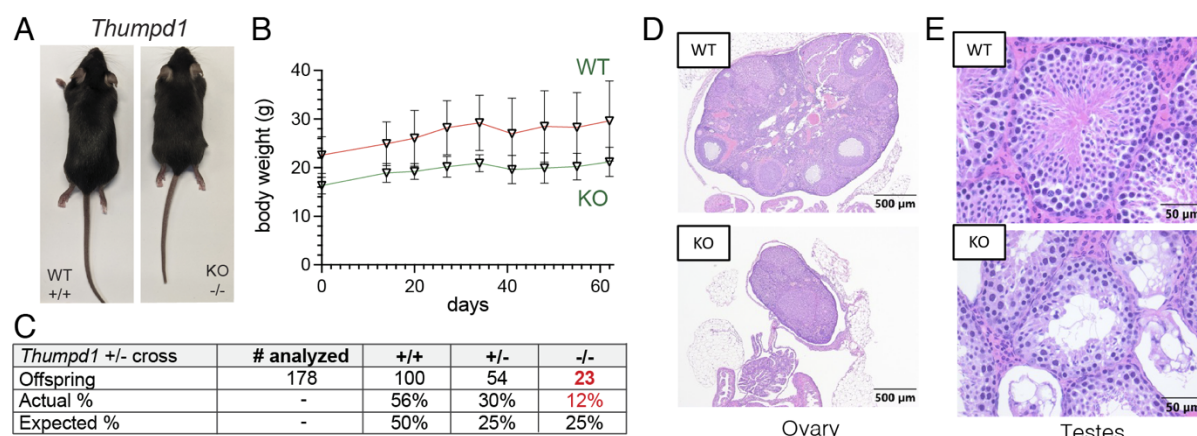 A
Thumpd1
WT
+/+
KO
-/-
B
body weight (g)
40
30
20
10
0
0
20
40
60
days
WT
KO
C
Thumpd1 +/- cross # analyzed +/+ +/- -/-
Offspring 178 100 54 23
Actual % - 56% 30% 12%
Expected % - 50% 25% 25%
D
WT
500 µm
KO
500 µm
Ovary
E
WT
50 µm
KO
50 µm
Testes